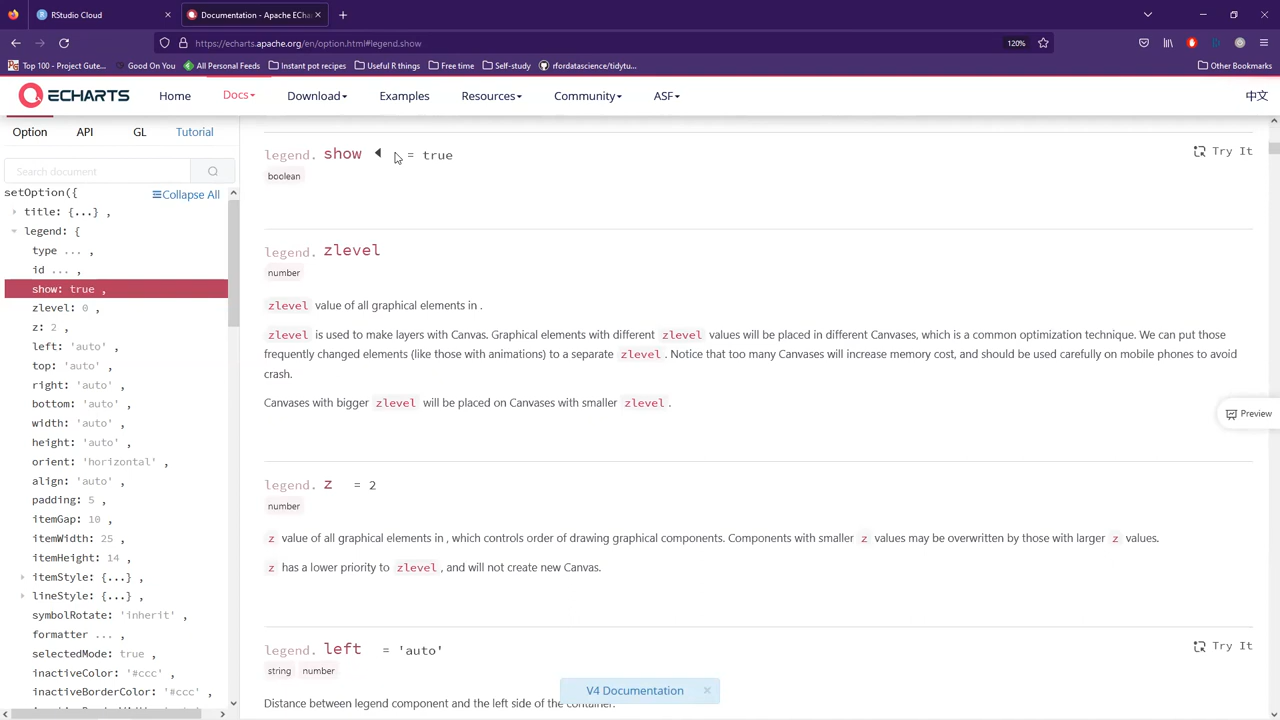 RStudio Cloud
Documentation - Apache ECha
https://echarts.apache.org/en/option.html#legend.show
120%
Top 100 - Project Gute
Good On You
All Personal Feeds
Instant pot recipes
Useful R things
Free time
Self-study
rfordatascience/tidytu
Other Bookmarks
ECHARTS
Home
Docs
Download
Examples
Resources
Community
ASF
中文
Option
API
GL
Tutorial
Search document
setOption({
Collapse All
title: {...} ,
legend: {
type ... ,
id ... ,
show: true ,
zlevel: 0 ,
z: 2 ,
left: 'auto' ,
top: 'auto' ,
right: 'auto' ,
bottom: 'auto' ,
width: 'auto' ,
height: 'auto' ,
orient: 'horizontal' ,
align: 'auto' ,
padding: 5 ,
itemGap: 10 ,
itemWidth: 25 ,
itemHeight: 14 ,
itemStyle: {...} ,
lineStyle: {...} ,
symbolRotate: 'inherit' ,
formatter ... ,
selectedMode: true ,
inactiveColor: '#ccc' ,
inactiveBorderColor: '#ccc' ,
legend. show = true
Try It
boolean
legend. zlevel
number
zlevel value of all graphical elements in .
zlevel is used to make layers with Canvas. Graphical elements with different zlevel values will be placed in different Canvases, which is a common optimization technique. We can put those
frequently changed elements (like those with animations) to a separate zlevel . Notice that too many Canvases will increase memory cost, and should be used carefully on mobile phones to avoid
crash.
Canvases with bigger zlevel will be placed on Canvases with smaller zlevel .
Preview
legend. z = 2
number
z value of all graphical elements in , which controls order of drawing graphical components. Components with smaller z values may be overwritten by those with larger z values.
z has a lower priority to zlevel , and will not create new Canvas.
legend. left = 'auto'
Try It
string number
Distance between legend component and the left side of the container.
V4 Documentation